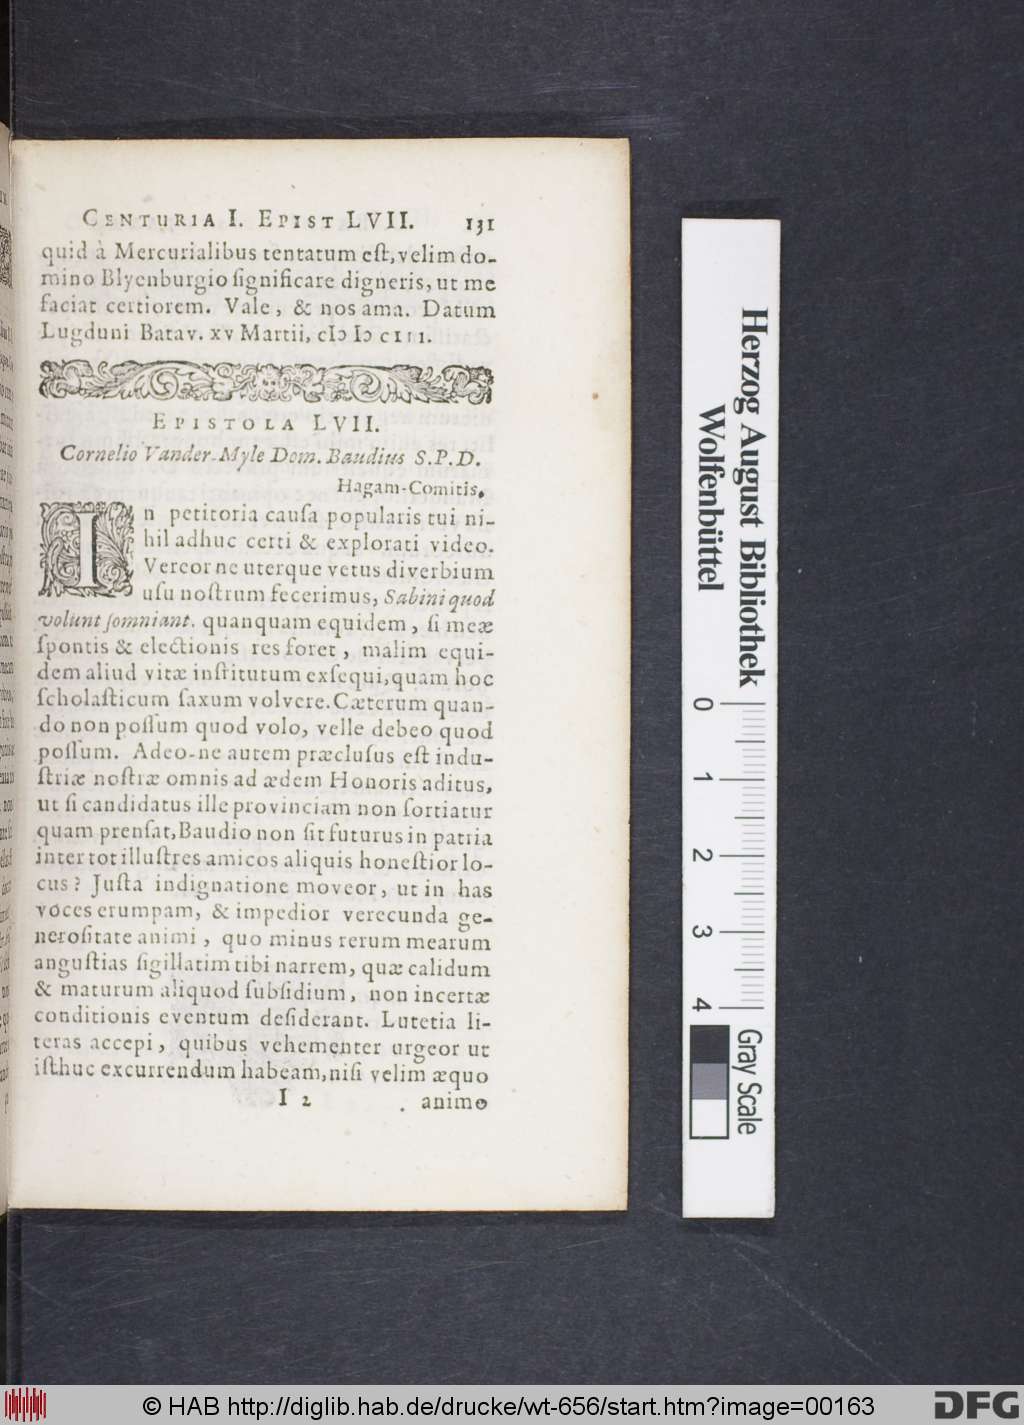 CENTURIA I. EPIST LVII. 131
quid à Mercurialibus tentatum eſt, velim do-
mino Blyenburgio ſignificare digneris, ut me
faciat certiorem. Vale, & nos ama. Datum
Lugduni Batav. xv Martii, cIↄ Iↄ cIII.
EPISTOLA LVII.
Cornelio Vander-Myle Dom. Baudius S.P.D.
Hagam-Comitis.
In petitoria cauſa popularis tui ni-
hil adhuc certi & explorati video.
Vereor ne uterque vetus diverbium
uſu noſtrum fecerimus, Sabini quod
volunt ſomniant. quanquam equidem, ſi meæ
ſpontis & electionis res foret, malim equi-
dem aliud vitæ inſtitutum exſequi, quam hoc
ſcholaſticum ſaxum volvere. Cæterum quan-
do non poſſum quod volo, velle debeo quod
poſſum. Adeo-ne autem præcluſus eſt indu-
ſtriæ noſtræ omnis ad ædem Honoris aditus,
ut ſi candidatus ille provinciam non ſortiatur
quam prenſat, Baudio non ſit futurus in patria
inter tot illuſtres amicos aliquis honeſtior lo-
cus? Juſta indignatione moveor, ut in has
voces erumpam, & impedior verecunda ge-
neroſitate animi, quo minus rerum mearum
anguſtias ſigillatim tibi narrem, quæ calidum
& maturum aliquod ſubſidium, non incertæ
conditionis eventum deſiderant. Lutetia li-
teras accepi, quibus vehementer urgeor ut
iſthuc excurrendum habeam, niſi velim æquo
I 2 animo
Herzog August Bibliothek
Wolfenbüttel
0 1 2 3 4
Gray Scale
© HAB http://diglib.hab.de/drucke/wt-656/start.htm?image=00163
DFG